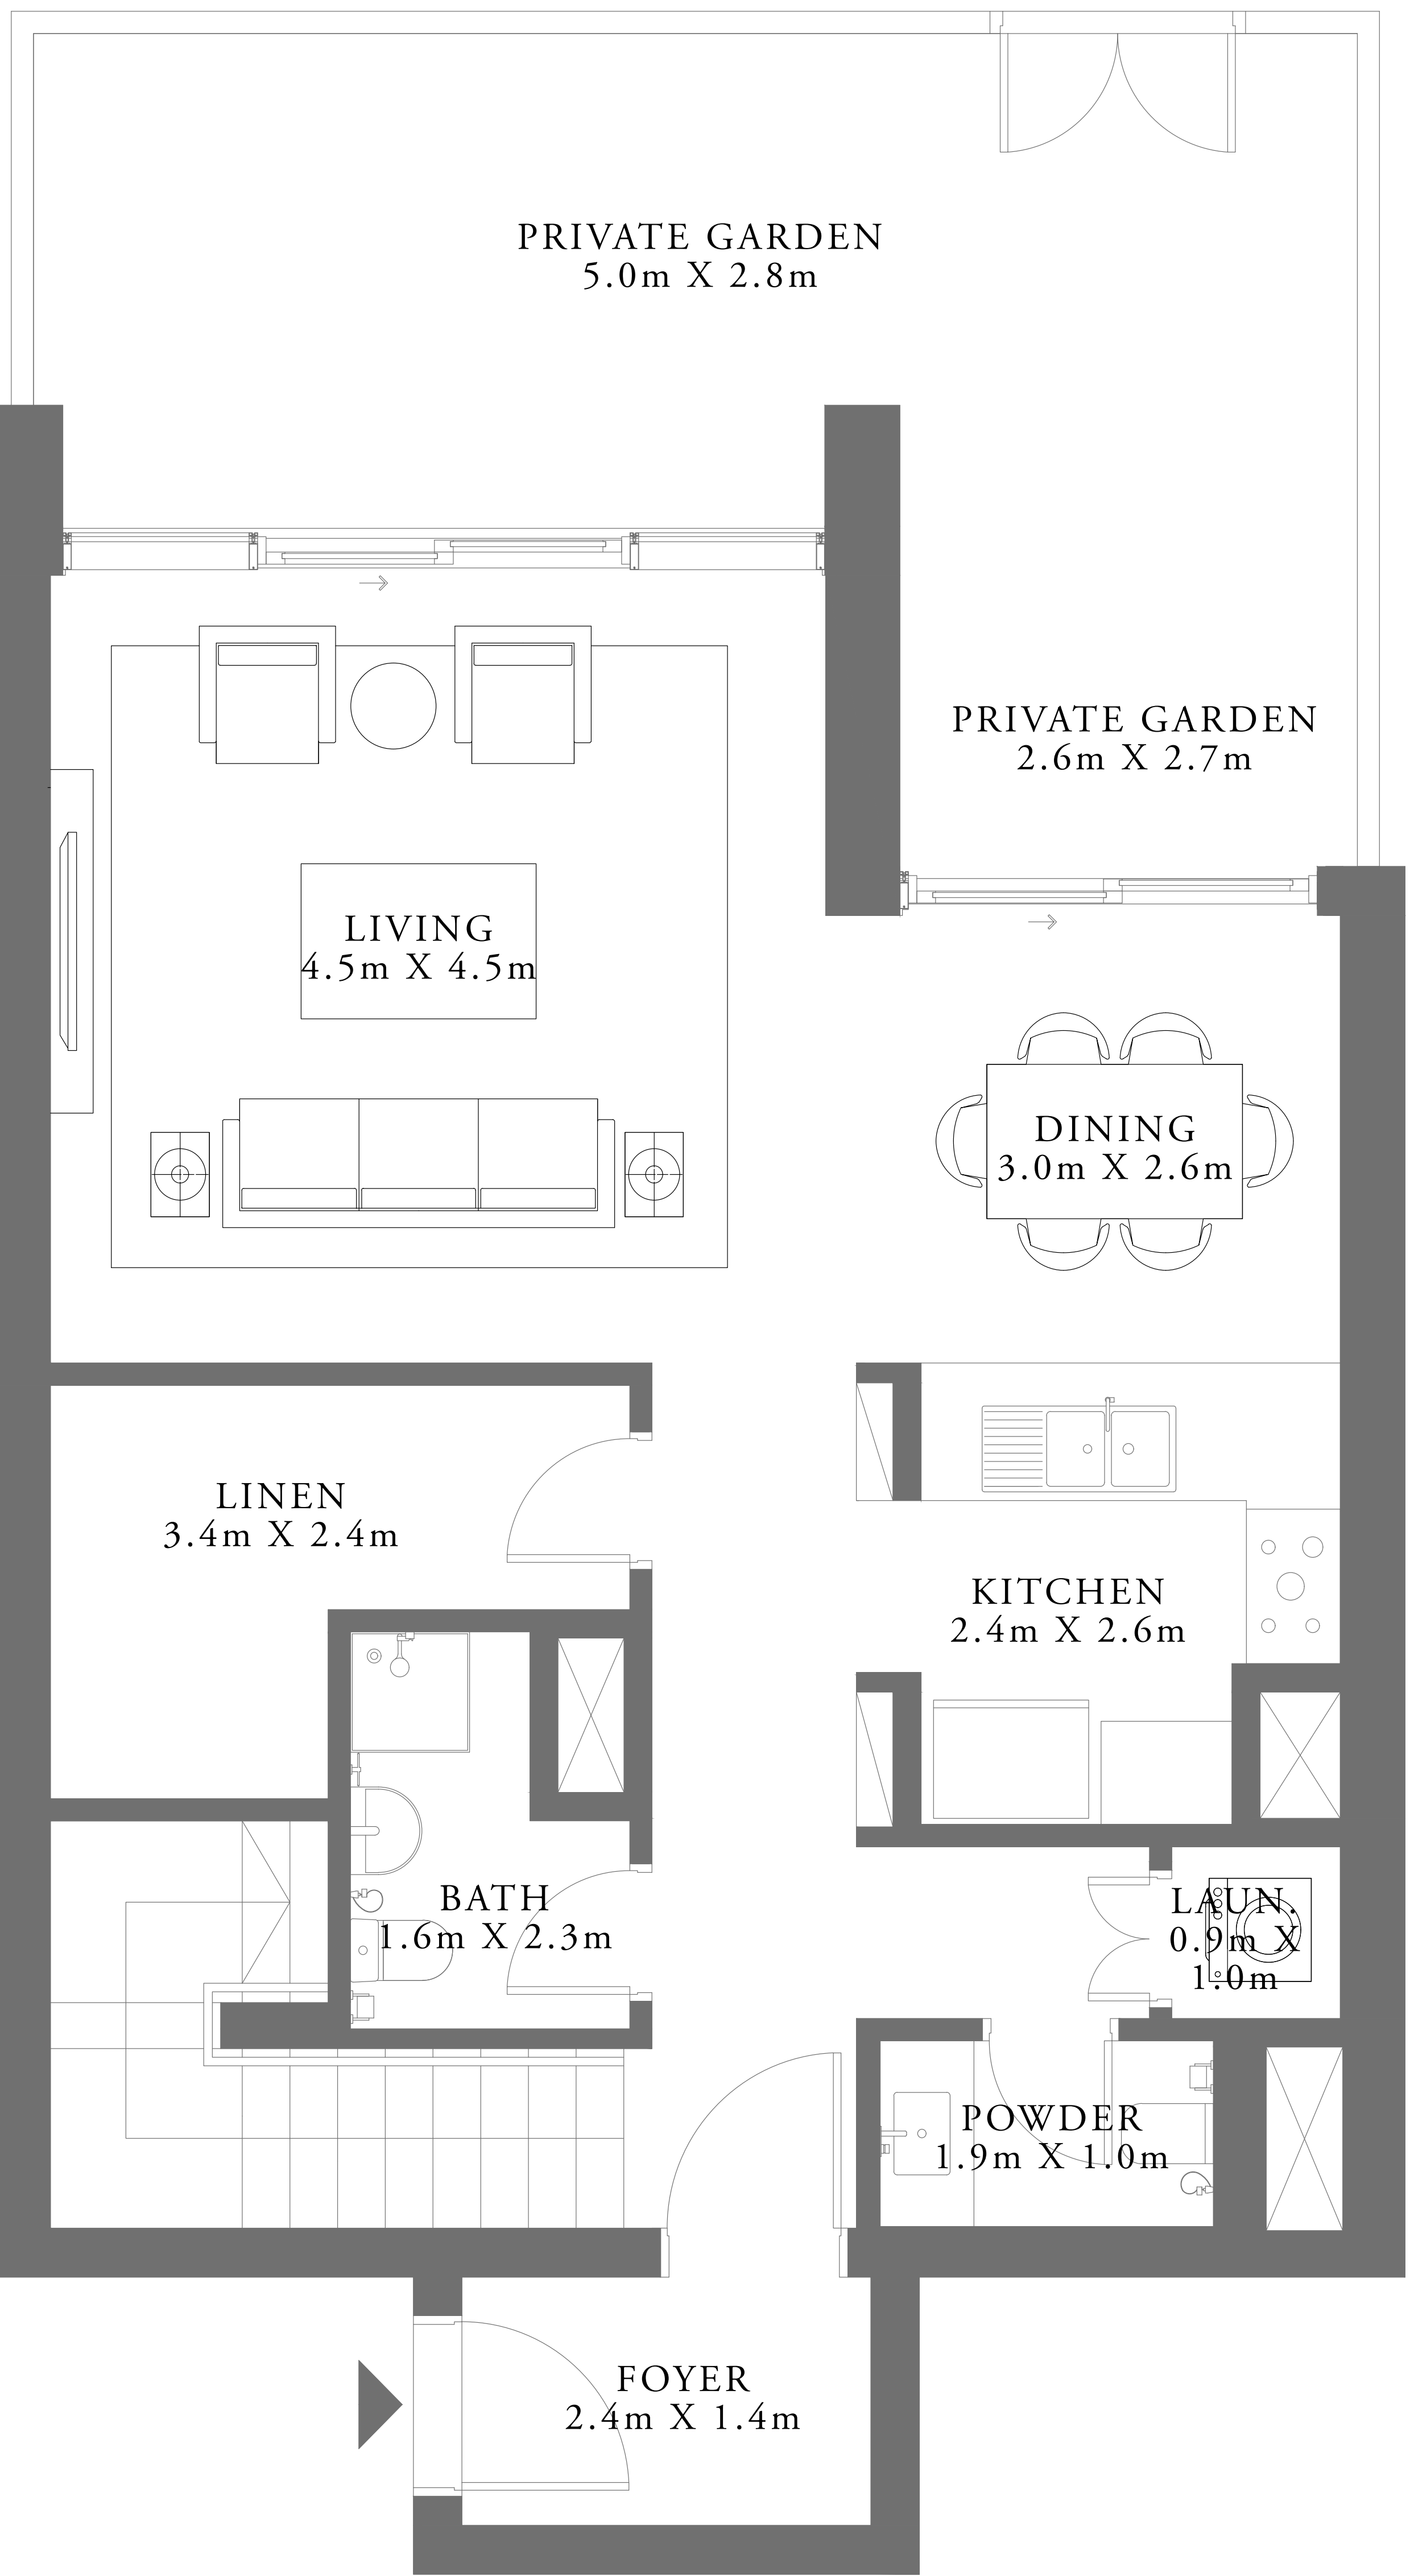 PRIVATE GARDEN
5.0m X 2.8m
PRIVATE GARDEN
2.6m X 2.7m
LIVING
4.5m X 4.5m
DINING
3.0m X 2.6m
LINEN
3.4m X 2.4m
KITCHEN
2.4m X 2.6m
BATH
1.6m X 2.3m
LAUN.
0.9m X
1.0m
POWDER
1.9m X 1.0m
FOYER
2.4m X 1.4m